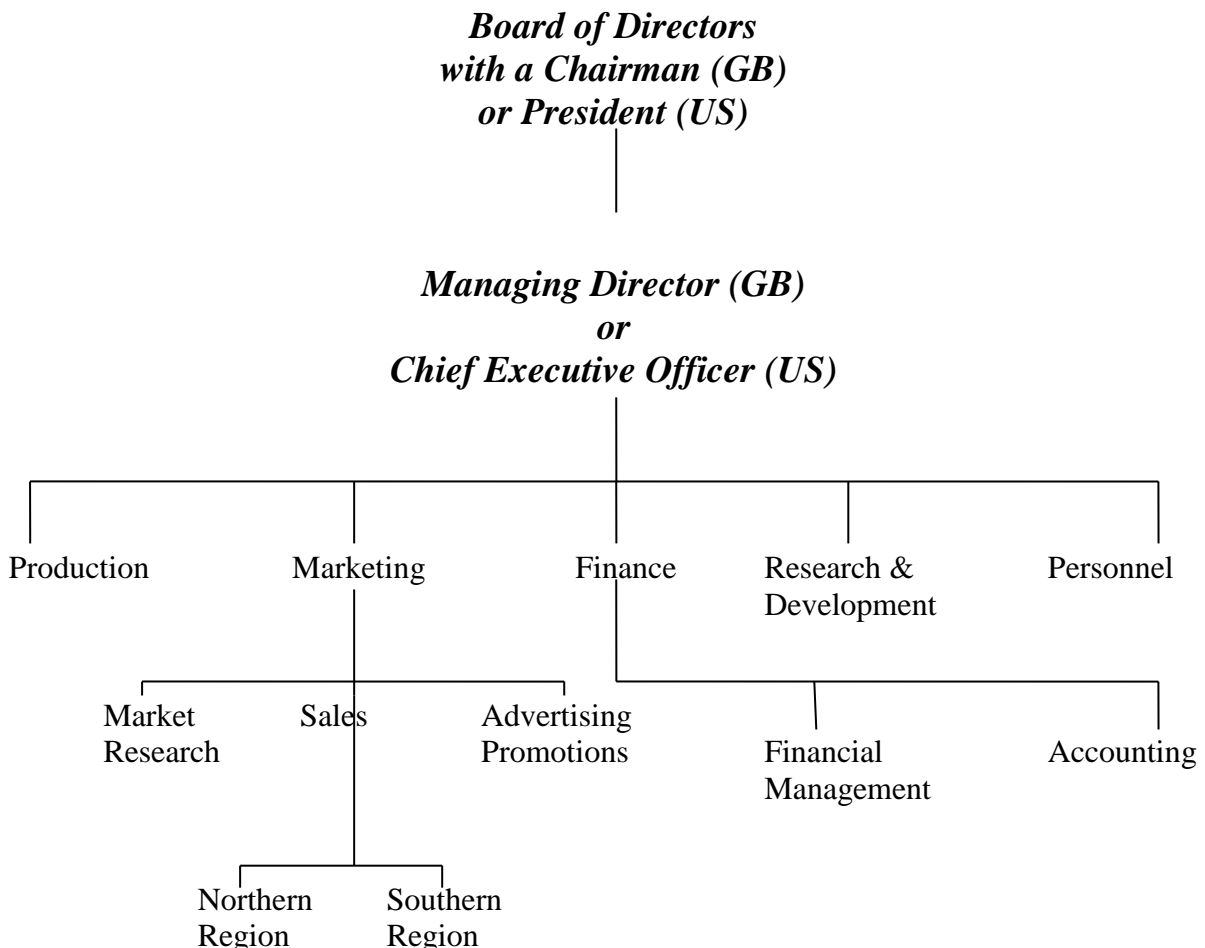 Board of Directors
with a Chairman (GB)
or President (US)
Managing Director (GB)
or
Chief Executive Officer (US)
Production
Marketing
Finance
Research &
Development
Personnel
Market
Research
Sales
Advertising
Promotions
Financial
Management
Accounting
Northern
Region
Southern
Region